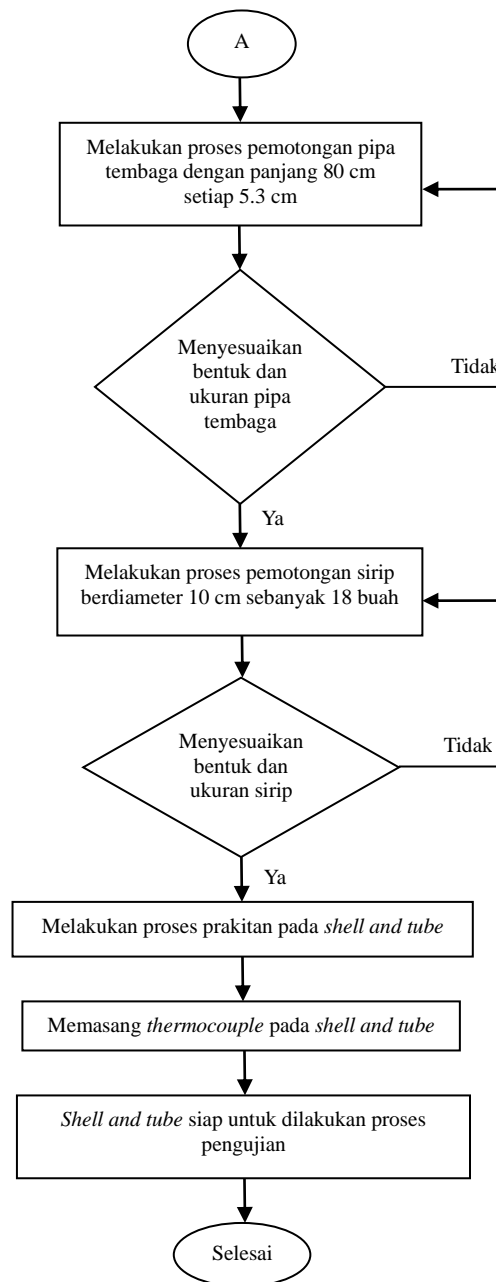 A
Melakukan proses pemotongan pipa
tembaga dengan panjang 80 cm
setiap 5.3 cm
Menyesuaikan
bentuk dan
ukuran pipa
tembaga
Tidak
Ya
Melakukan proses pemotongan sirip
berdiameter 10 cm sebanyak 18 buah
Menyesuaikan
bentuk dan
ukuran sirip
Tidak
Ya
Melakukan proses prakitan pada shell and tube
Memasang thermocouple pada shell and tube
Shell and tube siap untuk dilakukan proses
pengujian
Selesai